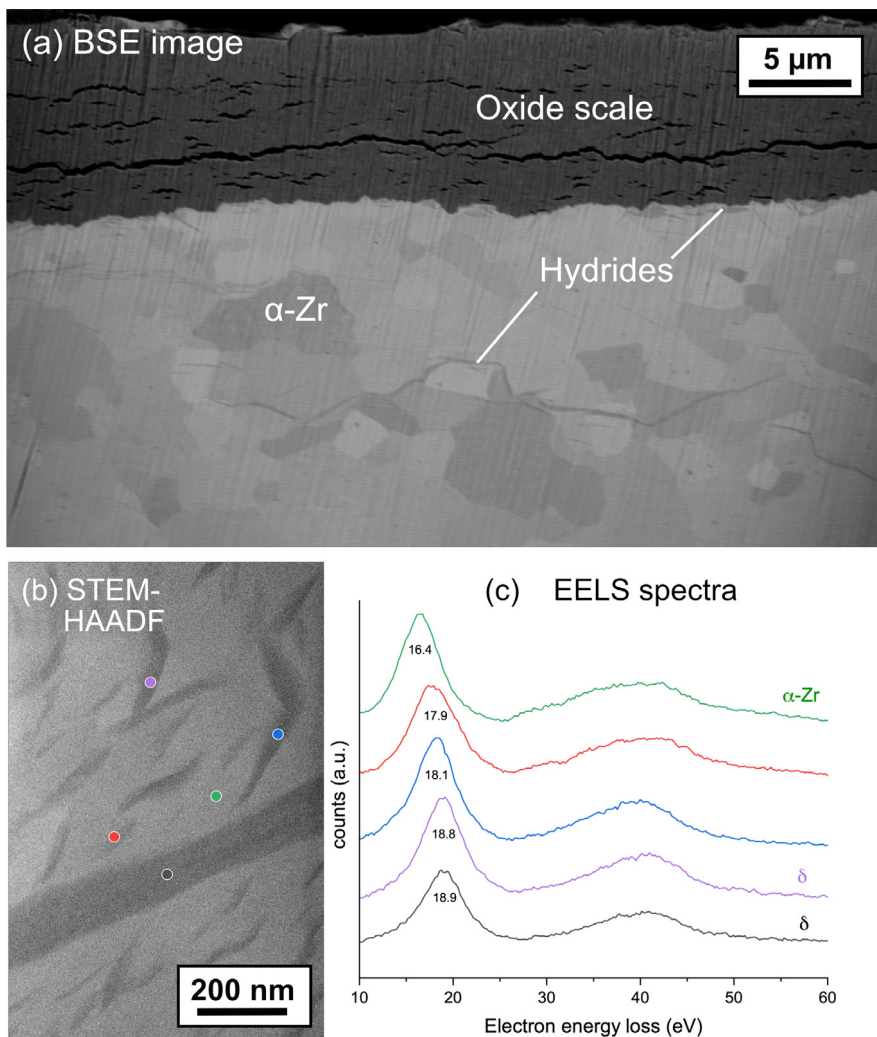 (a) BSE image
5 µm
Oxide scale
Hydrides
α-Zr
(b) STEM-
HAADF
200 nm
(c) EELS spectra
16.4
α-Zr
17.9
18.1
18.8
δ
18.9
δ
counts (a.u.)
10 20 30 40 50 60
Electron energy loss (eV)